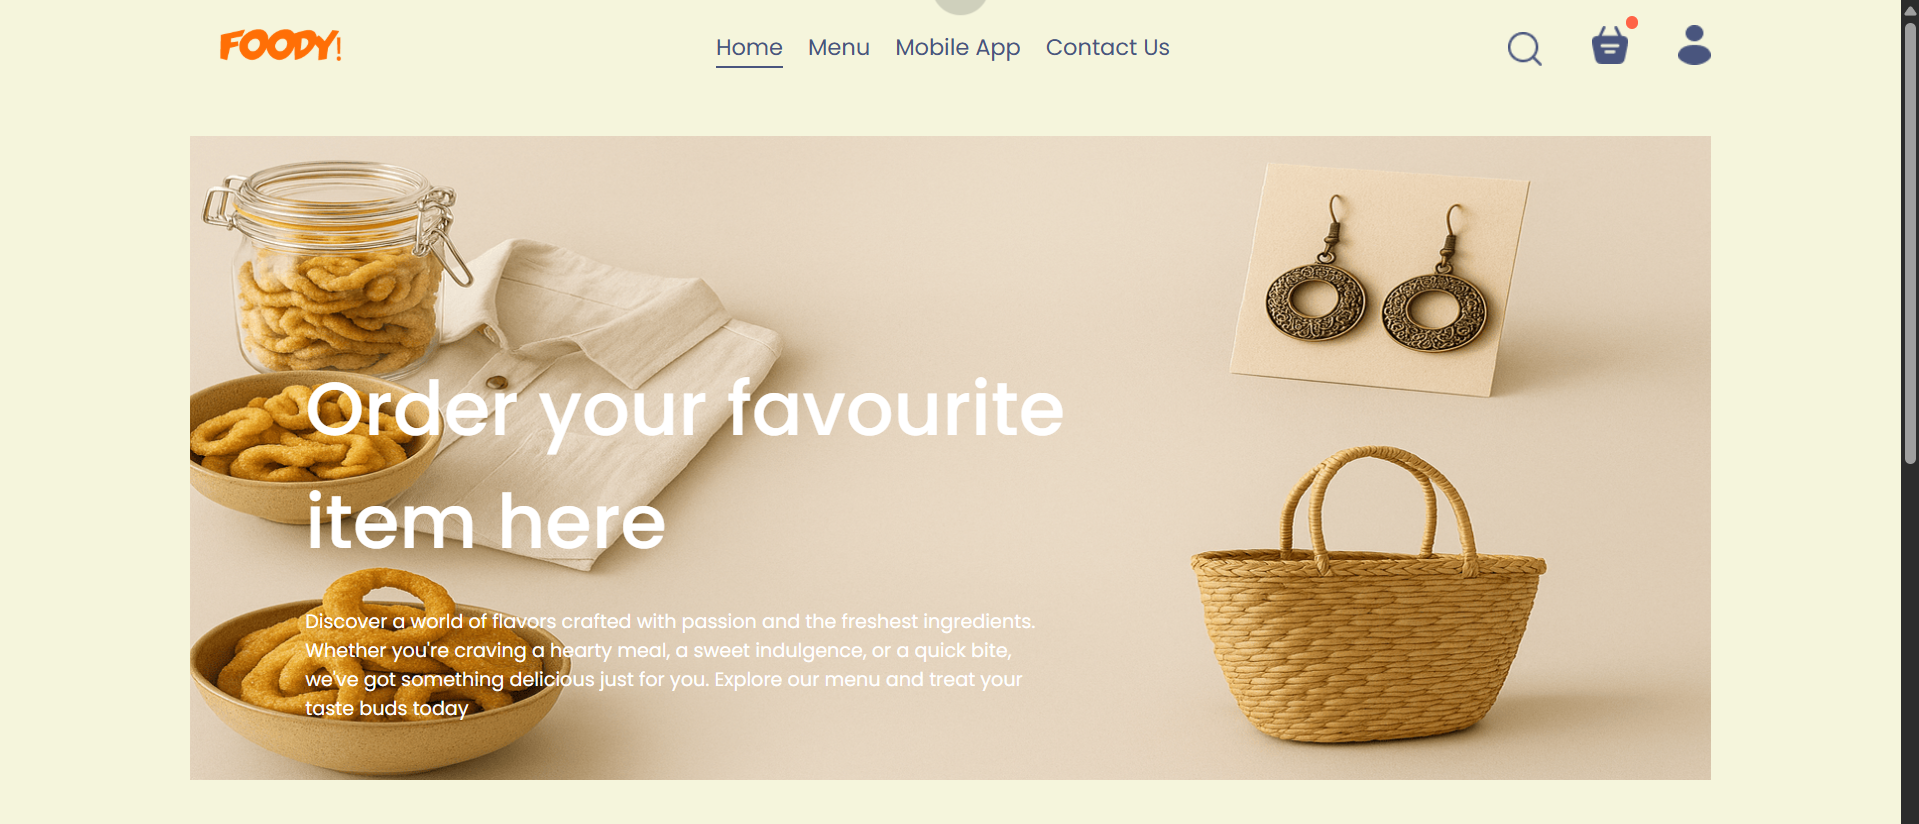 FOODY!
Home Menu Mobile App Contact Us
Order your favourite
item here
Discover a world of flavors crafted with passion and the freshest ingredients.
Whether you're craving a hearty meal, a sweet indulgence, or a quick bite,
we've got something delicious just for you. Explore our menu and treat your
taste buds today